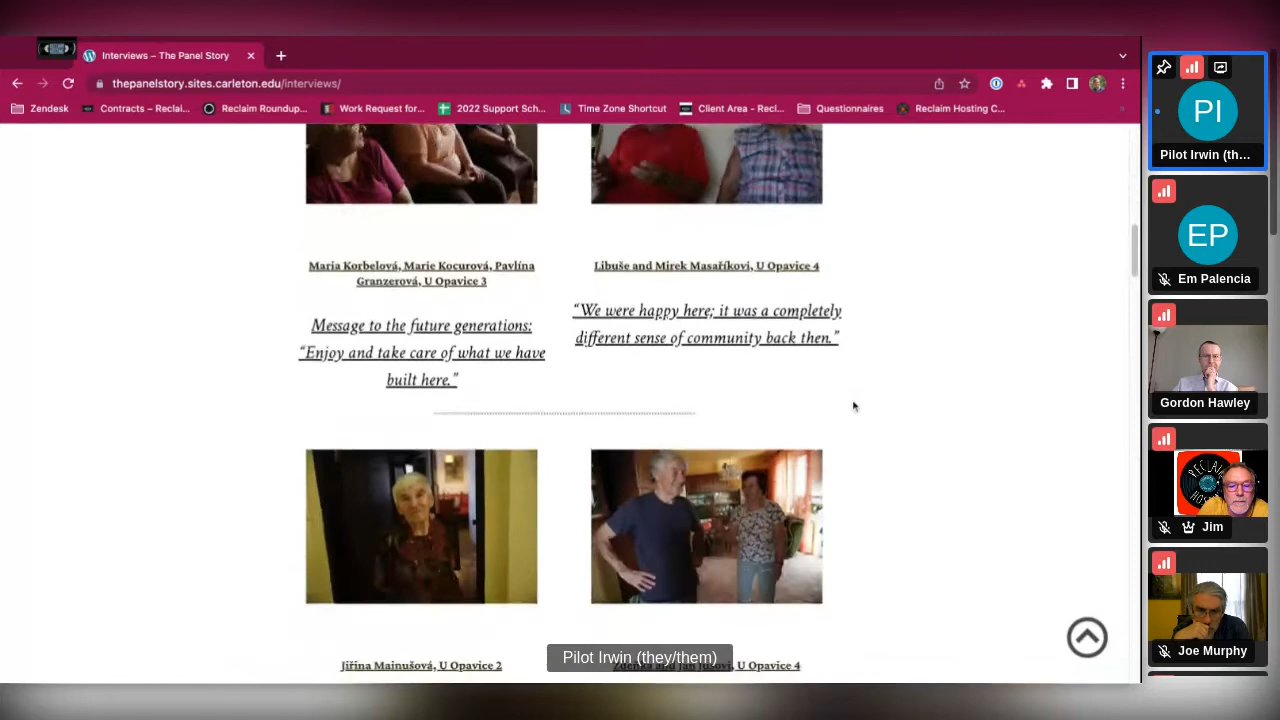 Interviews – The Panel Story
thepanelstory.sites.carleton.edu/interviews/
Zendesk
Contracts – Reclai...
Reclaim Roundup...
Work Request for...
2022 Support Sch...
Time Zone Shortcut
Client Area - Recl...
Questionnaires
Reclaim Hosting C...
»
Maria Korbelová, Marie Kocurová, Pavlína
Granzerová, U Opavice 3
Message to the future generations:
“Enjoy and take care of what we have
built here.”
Libuše and Mirek Masaříkovi, U Opavice 4
“We were happy here; it was a completely
different sense of community back then.”
Jiřina Mainušová, U Opavice 2
U Opavice 4
Pilot Irwin (they/them)
PI
Pilot Irwin (th...
EP
Em Palencia
Gordon Hawley
RECLAIM
Jim
Joe Murphy